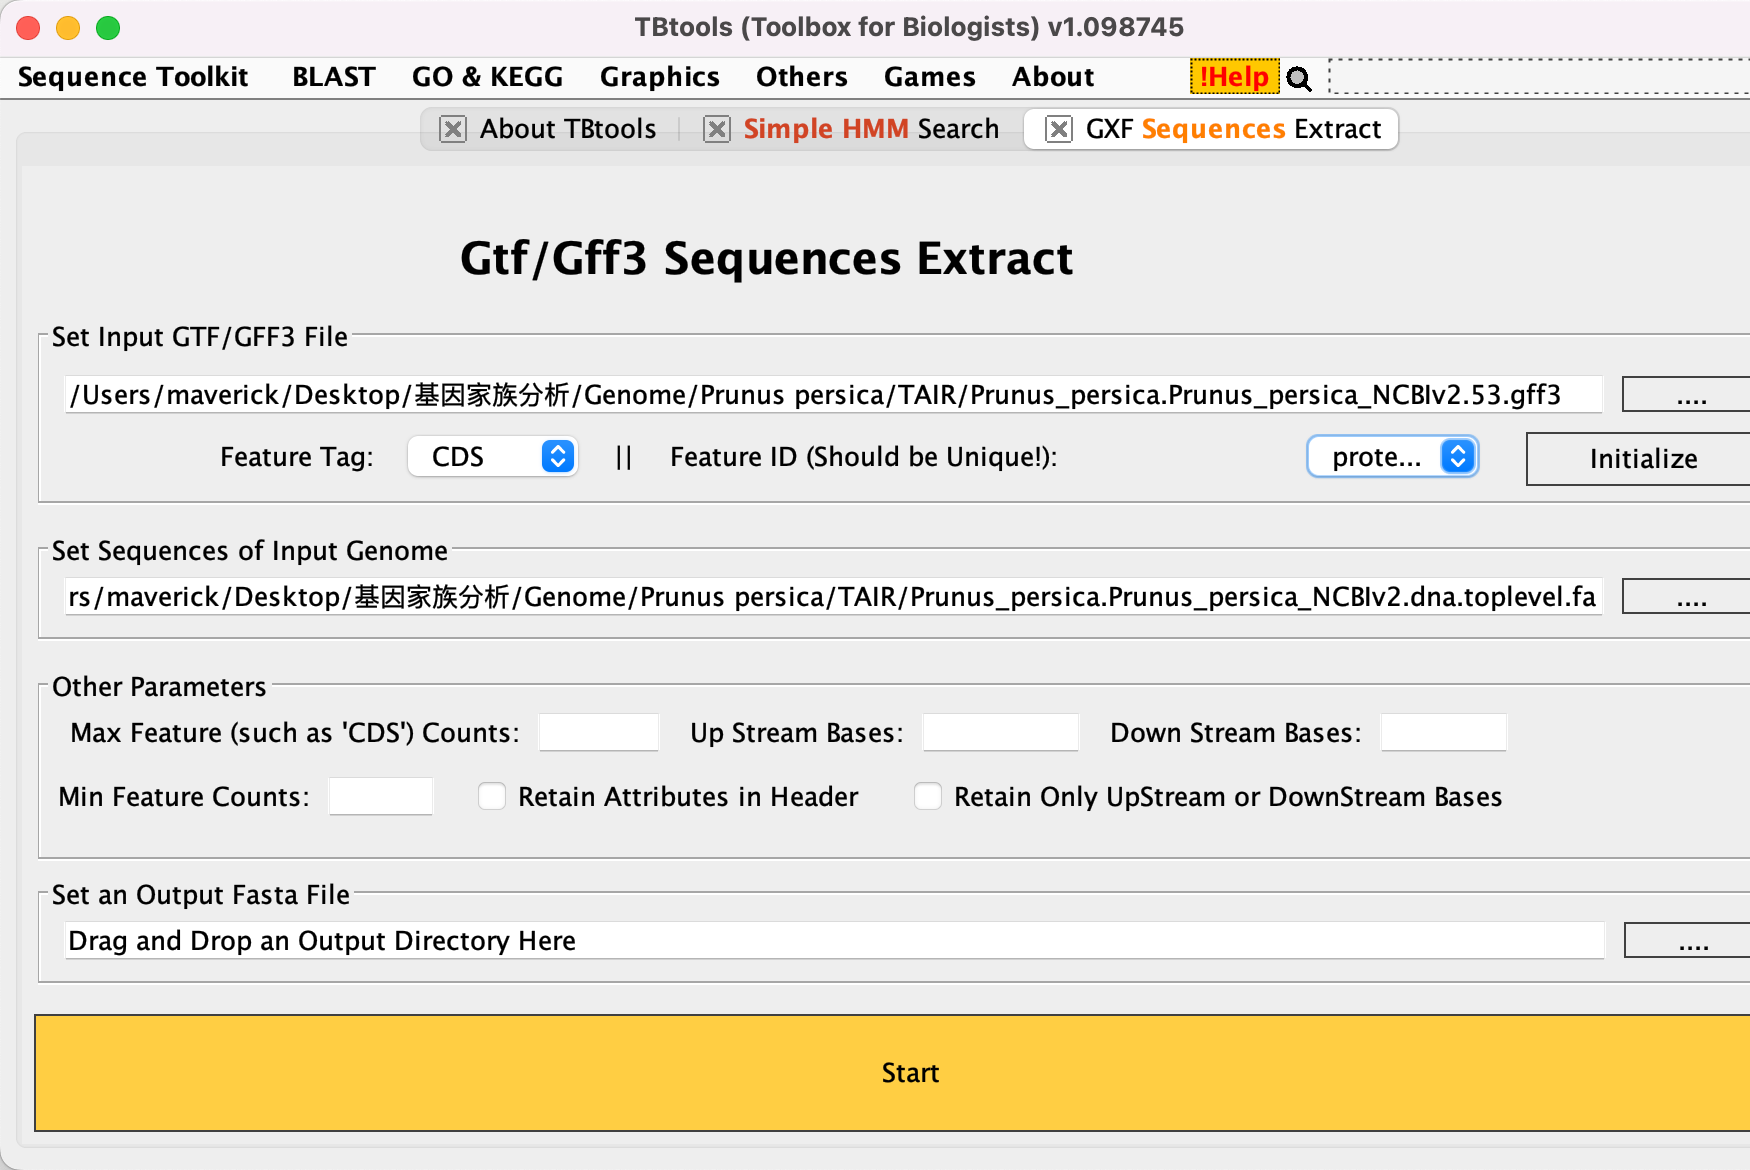 TBtools (Toolbox for Biologists) v1.098745
Sequence Toolkit BLAST GO & KEGG Graphics Others Games About !Help
About TBtools Simple HMM Search GXF Sequences Extract
Gtf/Gff3 Sequences Extract
Set Input GTF/GFF3 File
/Users/maverick/Desktop/基因家族分析/Genome/Prunus persica/TAIR/Prunus_persica.Prunus_persica_NCBIv2.53.gff3 ....
Feature Tag: CDS || Feature ID (Should be Unique!): prote... Initialize
Set Sequences of Input Genome
rs/maverick/Desktop/基因家族分析/Genome/Prunus persica/TAIR/Prunus_persica.Prunus_persica_NCBIv2.dna.toplevel.fa ....
Other Parameters
Max Feature (such as 'CDS') Counts: Up Stream Bases: Down Stream Bases:
Min Feature Counts: Retain Attributes in Header Retain Only UpStream or DownStream Bases
Set an Output Fasta File
Drag and Drop an Output Directory Here ....
Start